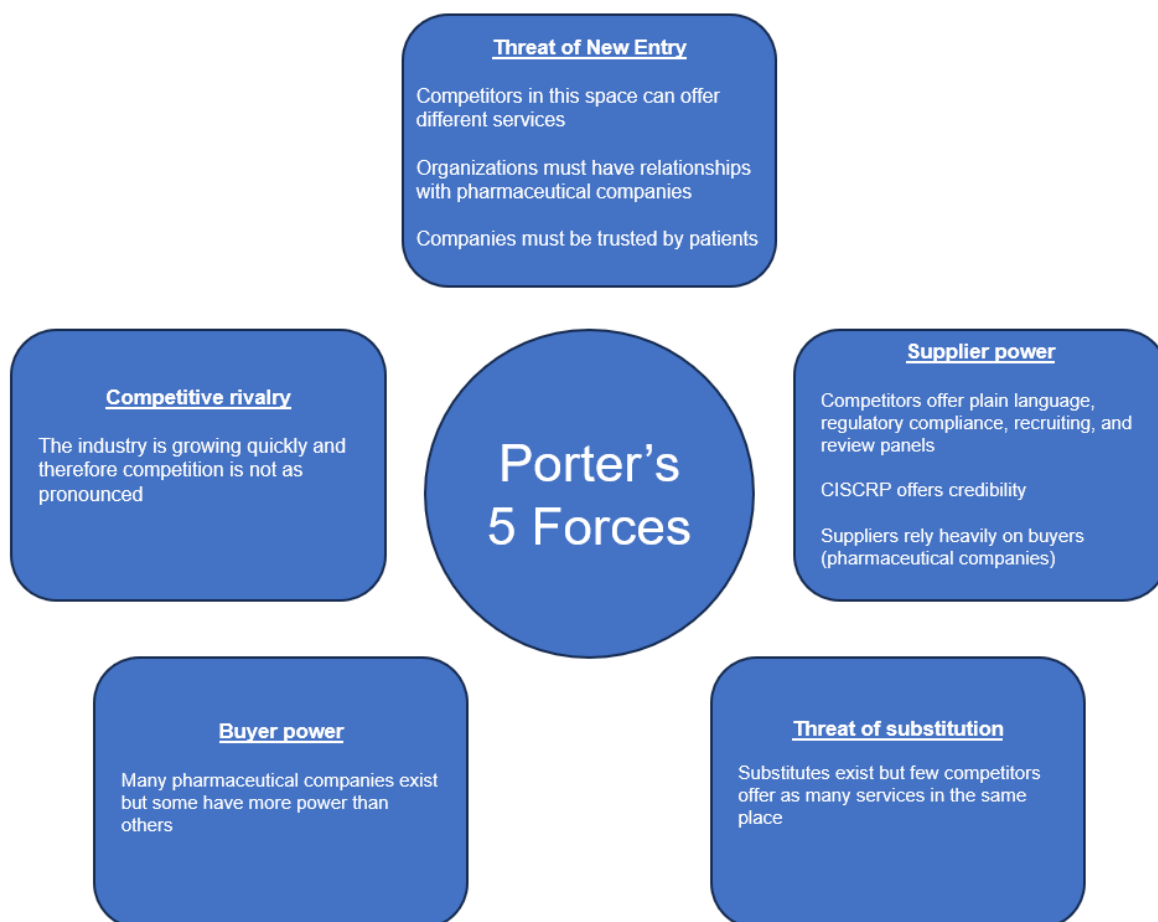 Threat of New Entry
Competitors in this space can offer
different services
Organizations must have relationships
with pharmaceutical companies
Companies must be trusted by patients
Competitive rivalry
The industry is growing quickly and
therefore competition is not as
pronounced
Porter's
5 Forces
Supplier power
Competitors offer plain language,
regulatory compliance, recruiting, and
review panels
CISCRP offers credibility
Suppliers rely heavily on buyers
(pharmaceutical companies)
Buyer power
Many pharmaceutical companies exist
but some have more power than
others
Threat of substitution
Substitutes exist but few competitors
offer as many services in the same
place